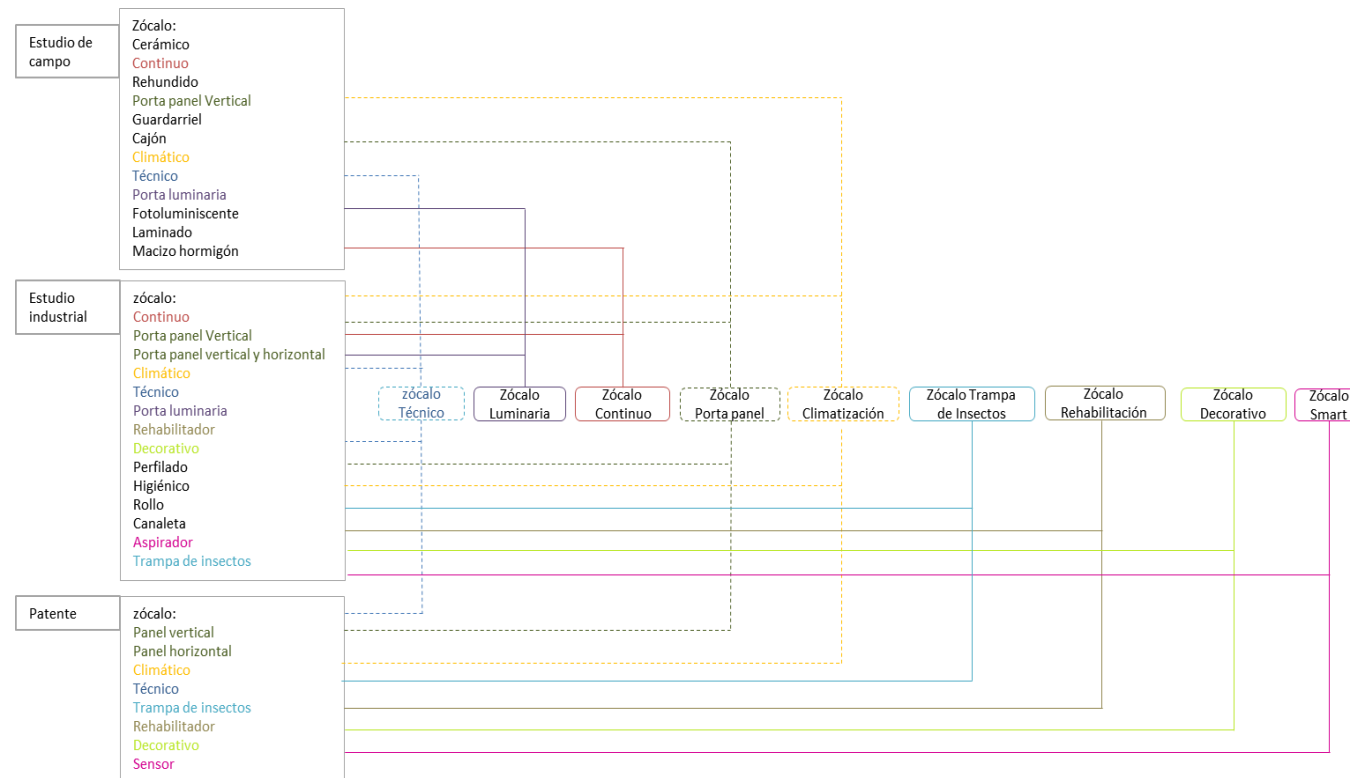 Estudio de
campo
Zócalo:
Cerámico
Continuo
Rehundido
Porta panel Vertical
Guardarriel
Cajón
Climático
Técnico
Porta luminaria
Fotoluminiscente
Laminado
Macizo hormigón
Estudio
industrial
zócalo:
Continuo
Porta panel Vertical
Porta panel vertical y horizontal
Climático
Técnico
Porta luminaria
Rehabilitador
Decorativo
Perfilado
Higiénico
Rollo
Canaleta
Aspirador
Trampa de insectos
zócalo
Técnico
Zócalo
Luminaria
Zócalo
Continuo
Zócalo
Porta panel
Zócalo
Climatización
Zócalo Trampa
de Insectos
Zócalo
Rehabilitación
Zócalo
Decorativo
Zócalo
Smart
Patente
zócalo:
Panel vertical
Panel horizontal
Climático
Técnico
Trampa de insectos
Rehabilitador
Decorativo
Sensor